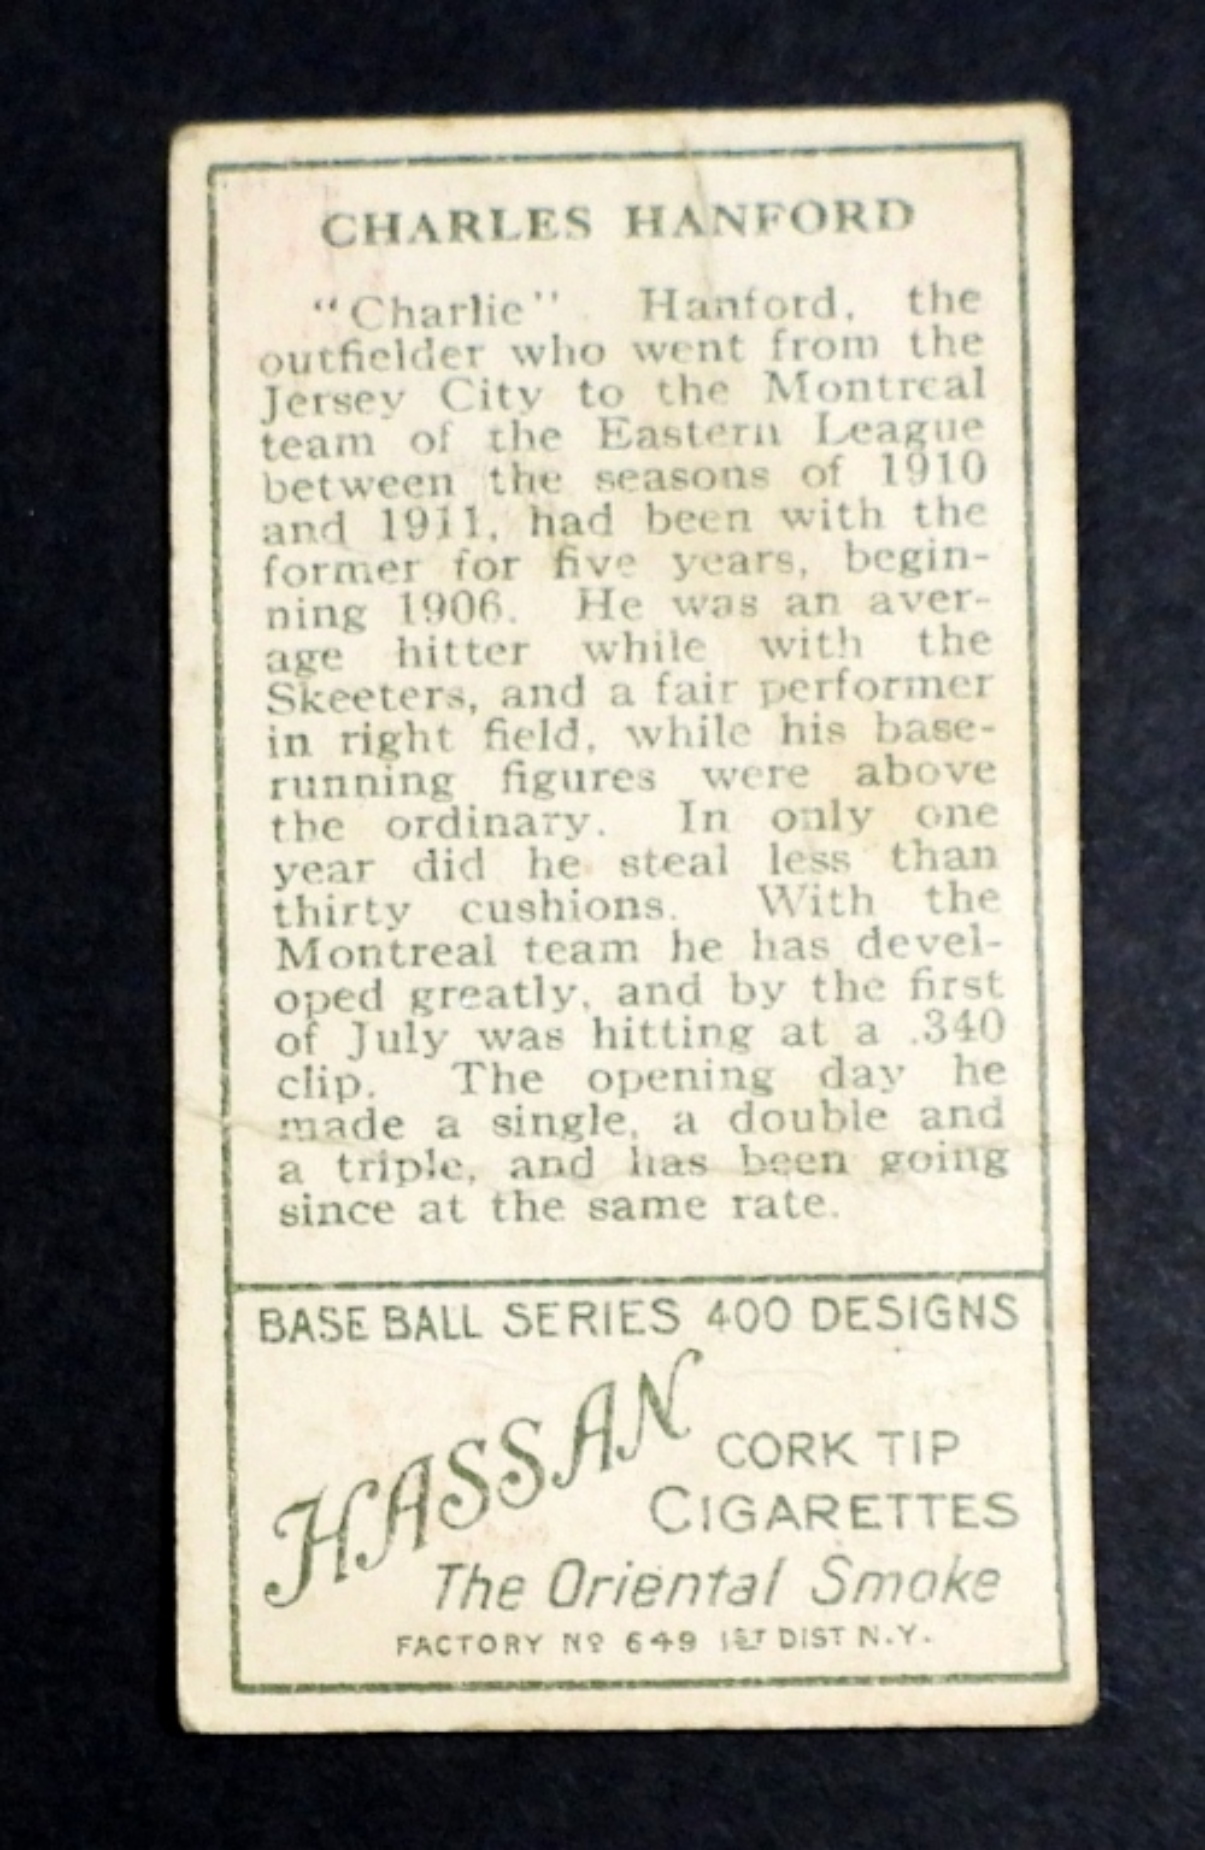 CHARLES HANFORD
"Charlie" Hanford, the
outfielder who went from the
Jersey City to the Montreal
team of the Eastern League
between the seasons of 1910
and 1911, had been with the
former for five years, begin-
ning 1906. He was an aver-
age hitter while with the
Skeeters, and a fair performer
in right field, while his base-
running figures were above
the ordinary. In only one
year did he steal less than
thirty cushions. With the
Montreal team he has devel-
oped greatly, and by the first
of July was hitting at a .340
clip. The opening day he
made a single, a double and
a triple, and has been going
since at the same rate.
BASE BALL SERIES 400 DESIGNS
HASSAN
CORK TIP
CIGARETTES
The Oriental Smoke
FACTORY Nº 649 1ST DIST N.Y.